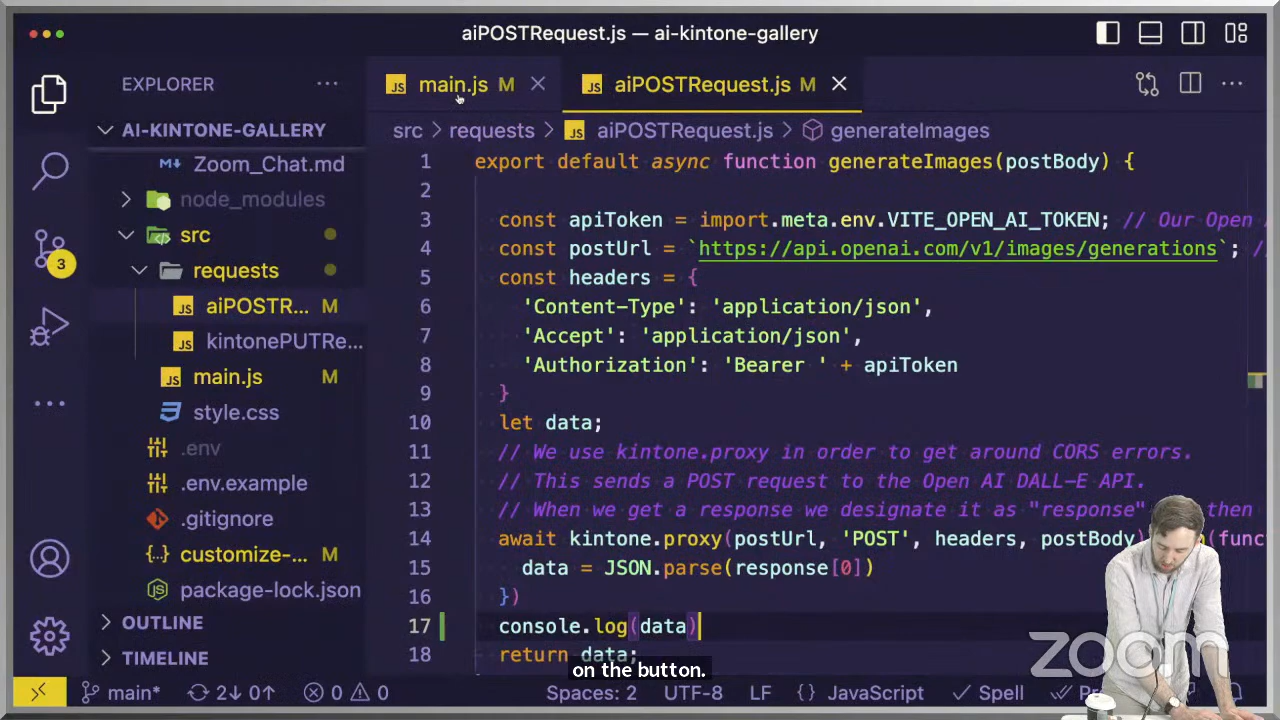 aiPOSTRequest.js — ai-kintone-gallery
EXPLORER
AI-KINTONE-GALLERY
Zoom_Chat.md
node_modules
src
requests
aiPOSTR... M
kintonePUTRe...
main.js M
style.css
.env
.env.example
.gitignore
customize-... M
package-lock.json
OUTLINE
TIMELINE
3
JS main.js M
JS aiPOSTRequest.js M
src > requests > JS aiPOSTRequest.js > generateImages
1 export default async function generateImages(postBody) {
2
3 const apiToken = import.meta.env.VITE_OPEN_AI_TOKEN; // Our Open
4 const postUrl = `https://api.openai.com/v1/images/generations`; //
5 const headers = {
6 'Content-Type': 'application/json',
7 'Accept': 'application/json',
8 'Authorization': 'Bearer ' + apiToken
9 }
10 let data;
11 // We use kintone.proxy in order to get around CORS errors.
12 // This sends a POST request to the Open AI DALL-E API.
13 // When we get a response we designate it as "response" then
14 await kintone.proxy(postUrl, 'POST', headers, postBody)
15 data = JSON.parse(response[0])
16 })
17 console.log(data)
18 return data;
on the button.
zoom
main* 2↓ 0↑ 0 0 Spaces: 2 UTF-8 LF {} JavaScript Spell